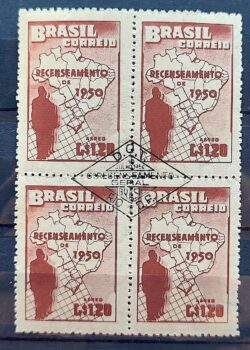 BRASIL
CORREIO
RECENSEAMENTO
DE
1950
AÉREO
Cr$1,20
BRASIL
CORREIO
RECENSEAMENTO
DE
1950
AÉREO
Cr$1,20
RECENSEAMENTO
GERAL
BRASIL
CORREIO
RECENSEAMENTO
DE
1950
AÉREO
Cr$1,20
BRASIL
CORREIO
RECENSEAMENTO
DE
1950
AÉREO
Cr$1,20